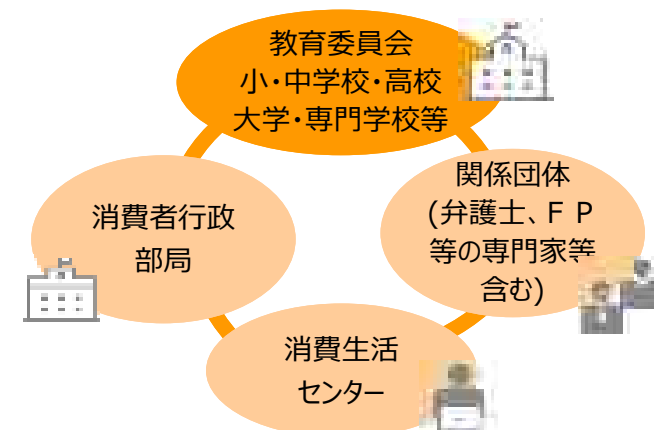 教育委員会
小・中学校・高校
大学・専門学校等
関係団体
(弁護士、ＦＰ
等の専門家等
含む)
消費者行政
部局
消費生活
センター